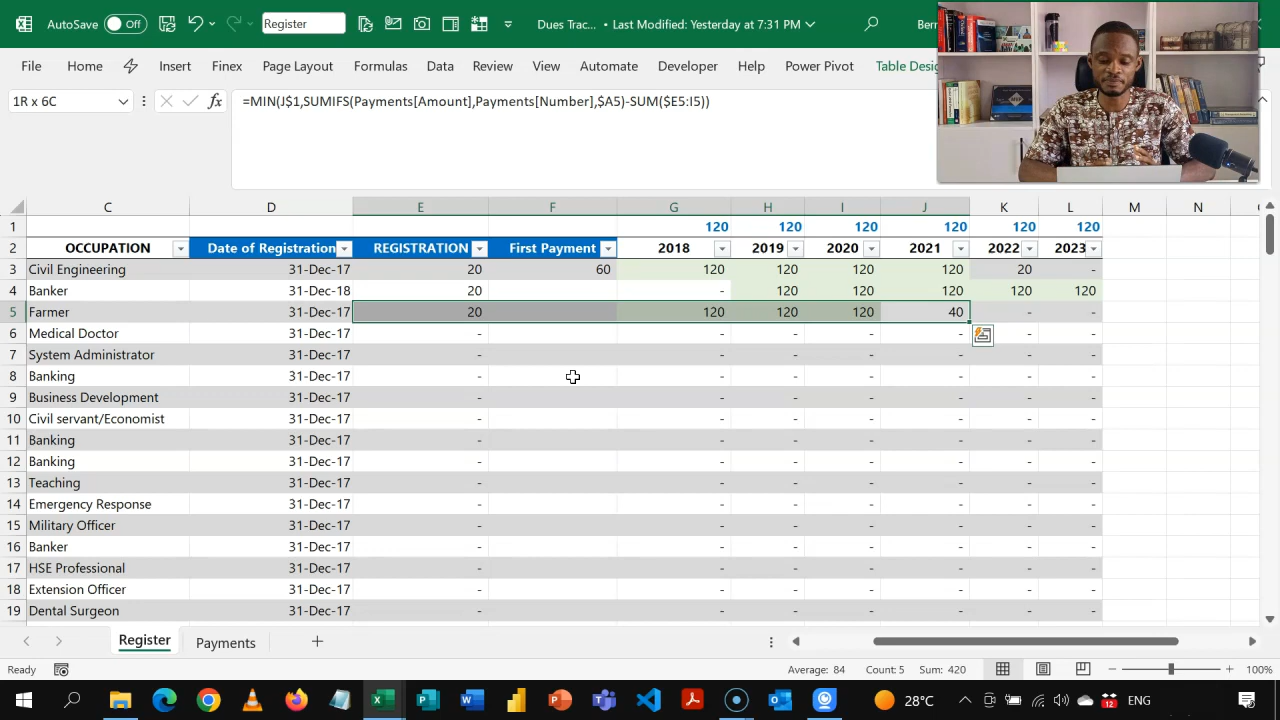 AutoSave Off Register Dues Trac... • Last Modified: Yesterday at 7:31 PM Bern
File Home Insert Finex Page Layout Formulas Data Review View Automate Developer Help Power Pivot Table Desi
1R x 6C fx =MIN(J$1,SUMIFS(Payments[Amount],Payments[Number],$A5)-SUM($E5:I5))
C D E F G H I J K L M N
1 120 120 120 120 120 120
2 OCCUPATION Date of Registration REGISTRATION First Payment 2018 2019 2020 2021 2022 2023
3 Civil Engineering 31-Dec-17 20 60 120 120 120 120 20 -
4 Banker 31-Dec-18 20 - 120 120 120 120 120
5 Farmer 31-Dec-17 20 120 120 120 40 - -
6 Medical Doctor 31-Dec-17 - - - - - - -
7 System Administrator 31-Dec-17 - - - - - - -
8 Banking 31-Dec-17 - - - - - - -
9 Business Development 31-Dec-17 - - - - - - -
10 Civil servant/Economist 31-Dec-17 - - - - - - -
11 Banking 31-Dec-17 - - - - - - -
12 Banking 31-Dec-17 - - - - - - -
13 Teaching 31-Dec-17 - - - - - - -
14 Emergency Response 31-Dec-17 - - - - - - -
15 Military Officer 31-Dec-17 - - - - - - -
16 Banker 31-Dec-17 - - - - - - -
17 HSE Professional 31-Dec-17 - - - - - - -
18 Extension Officer 31-Dec-17 - - - - - - -
19 Dental Surgeon 31-Dec-17 - - - - - - -
Register Payments
Ready Average: 84 Count: 5 Sum: 420 100%
28°C 12 ENG